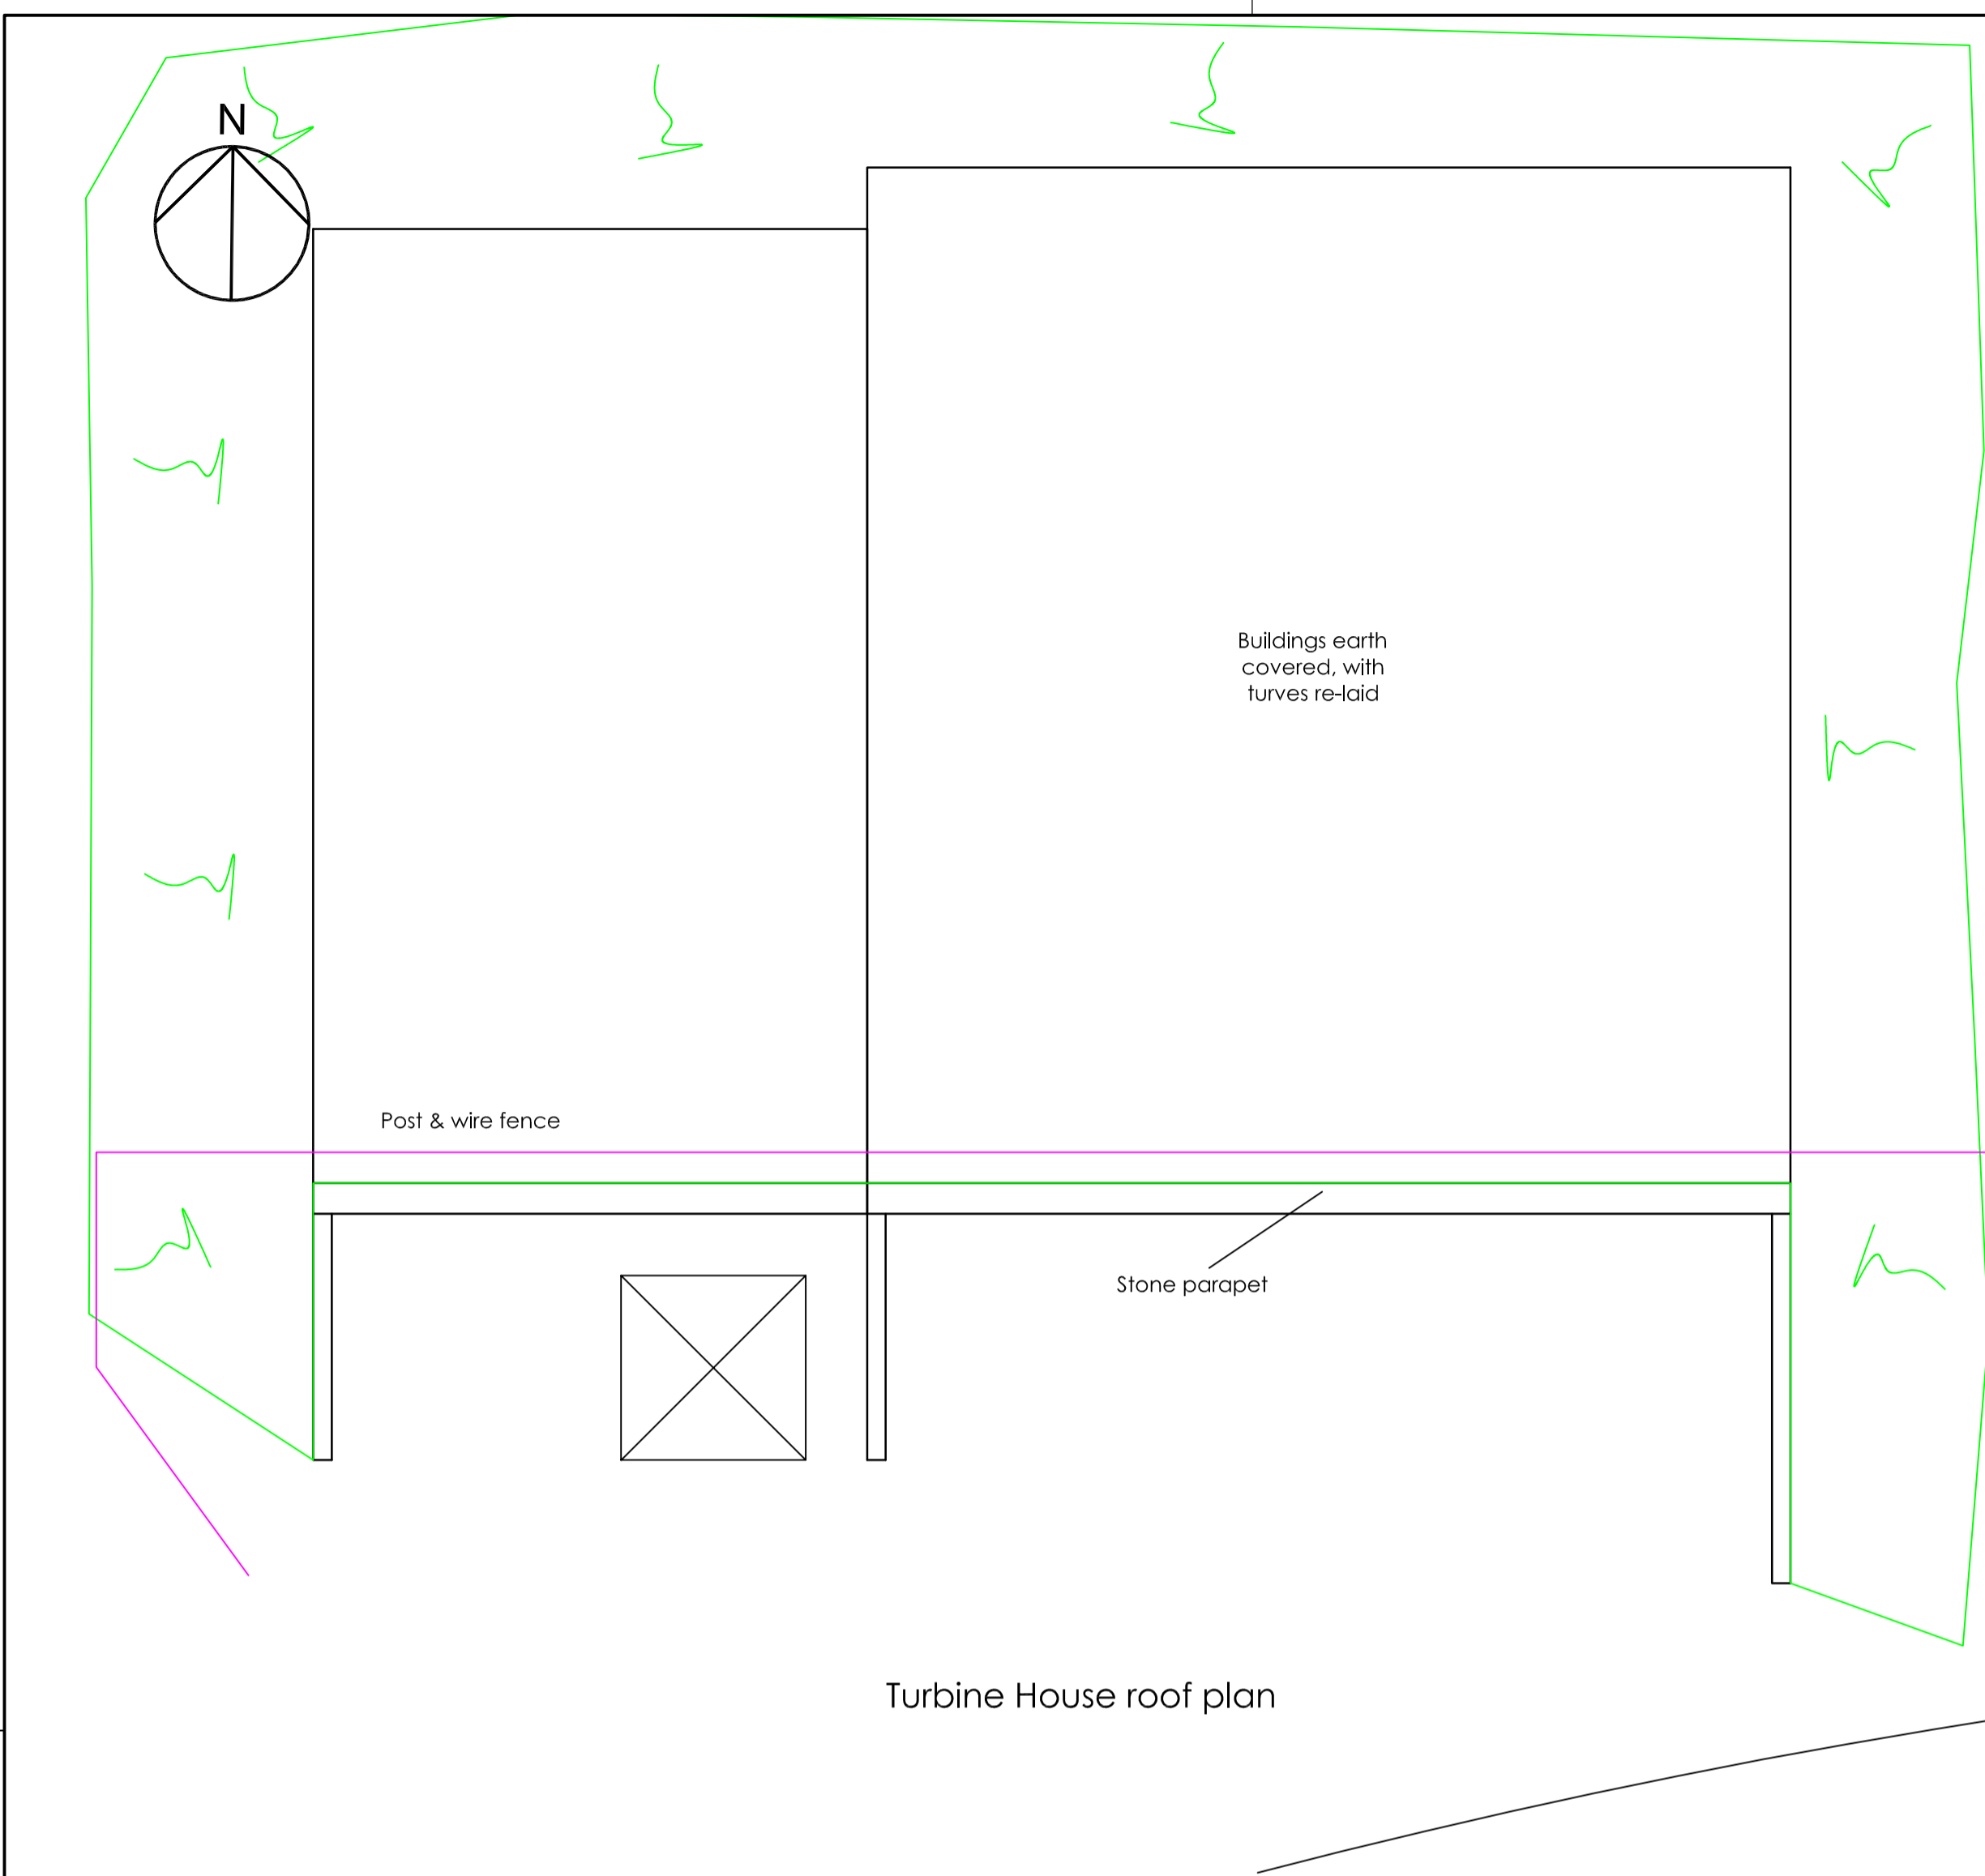 N
Buildings earth
covered, with
turves re-laid
Post & wire fence
Stone parapet
Turbine House roof plan